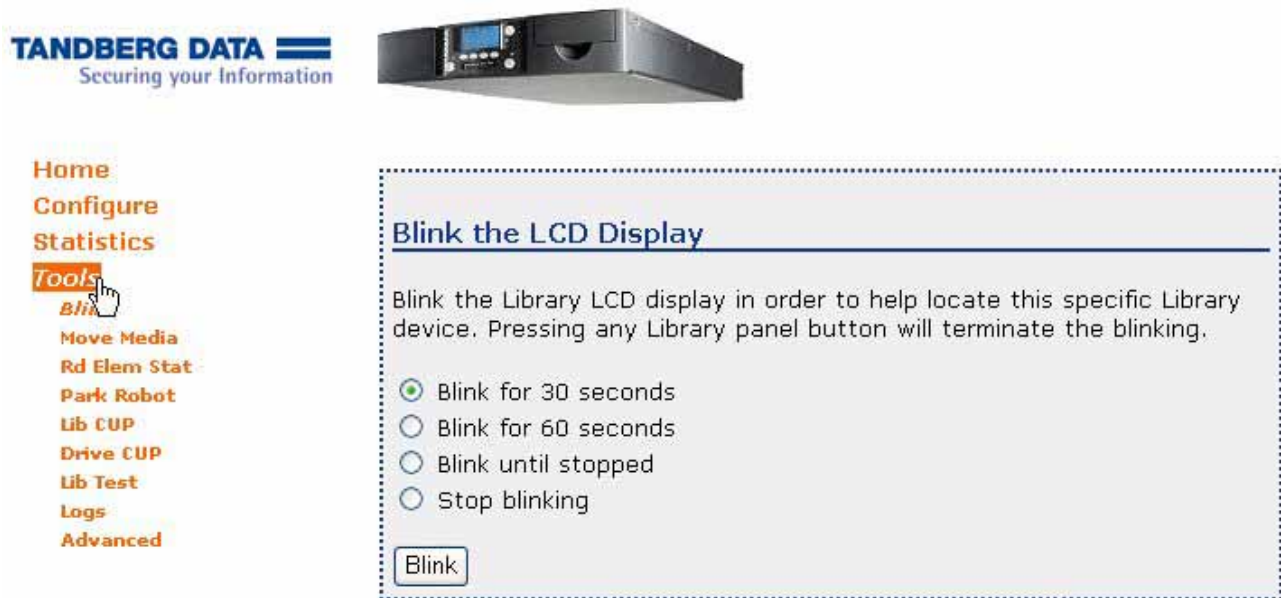 TANDBERG DATA
Securing your Information
Home
Configure
Statistics
Tools
Move Media
Rd Elem Stat
Park Robot
Lib CUP
Drive CUP
Lib Test
Logs
Advanced
Blink the LCD Display
Blink the Library LCD display in order to help locate this specific Library
device. Pressing any Library panel button will terminate the blinking.
Blink for 30 seconds
Blink for 60 seconds
Blink until stopped
Stop blinking
Blink